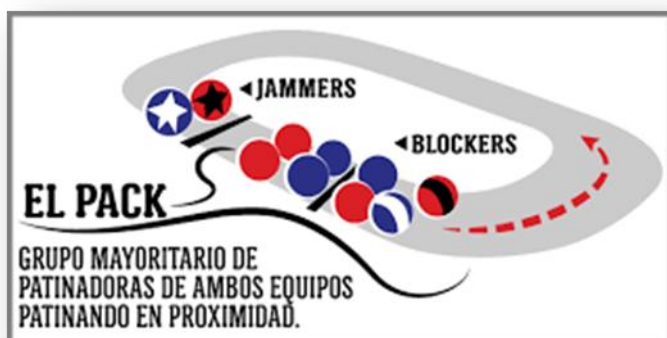 ◄JAMMERS
◄BLOCKERS
EL PACK
GRUPO MAYORITARIO DE
PATINADORAS DE AMBOS EQUIPOS
PATINANDO EN PROXIMIDAD.